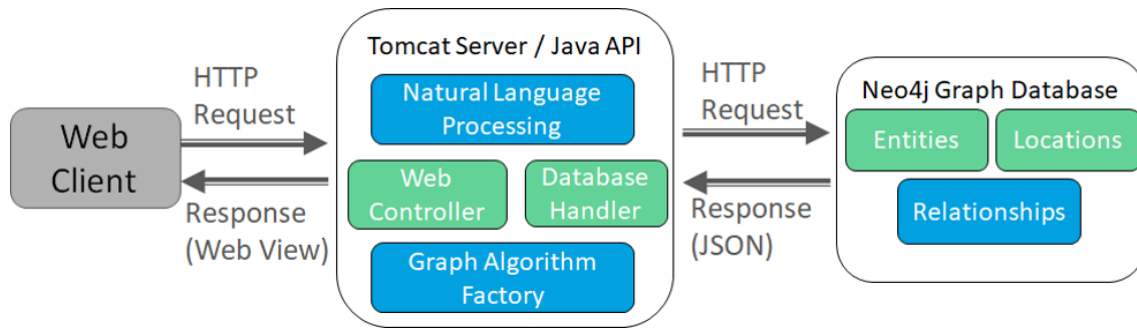 Web
Client
HTTP
Request
Response
(Web View)
Tomcat Server / Java API
Natural Language
Processing
Web
Controller
Database
Handler
Graph Algorithm
Factory
HTTP
Request
Response
(JSON)
Neo4j Graph Database
Entities
Locations
Relationships